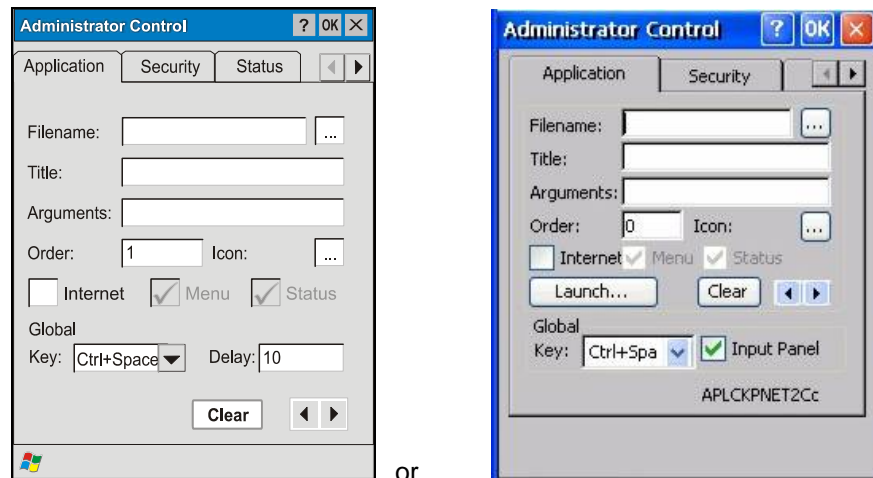 Administrator Control ? OK ×
Application Security Status
Filename: ...
Title:
Arguments:
Order: 1 Icon: ...
Internet Menu Status
Global
Key: Ctrl+Space Delay: 10
Clear
or
Administrator Control ? OK ×
Application Security
Filename: ...
Title:
Arguments:
Order: 0 Icon: ...
Internet Menu Status
Launch... Clear
Global
Key: Ctrl+Spa Input Panel
APLCKPNET2Cc